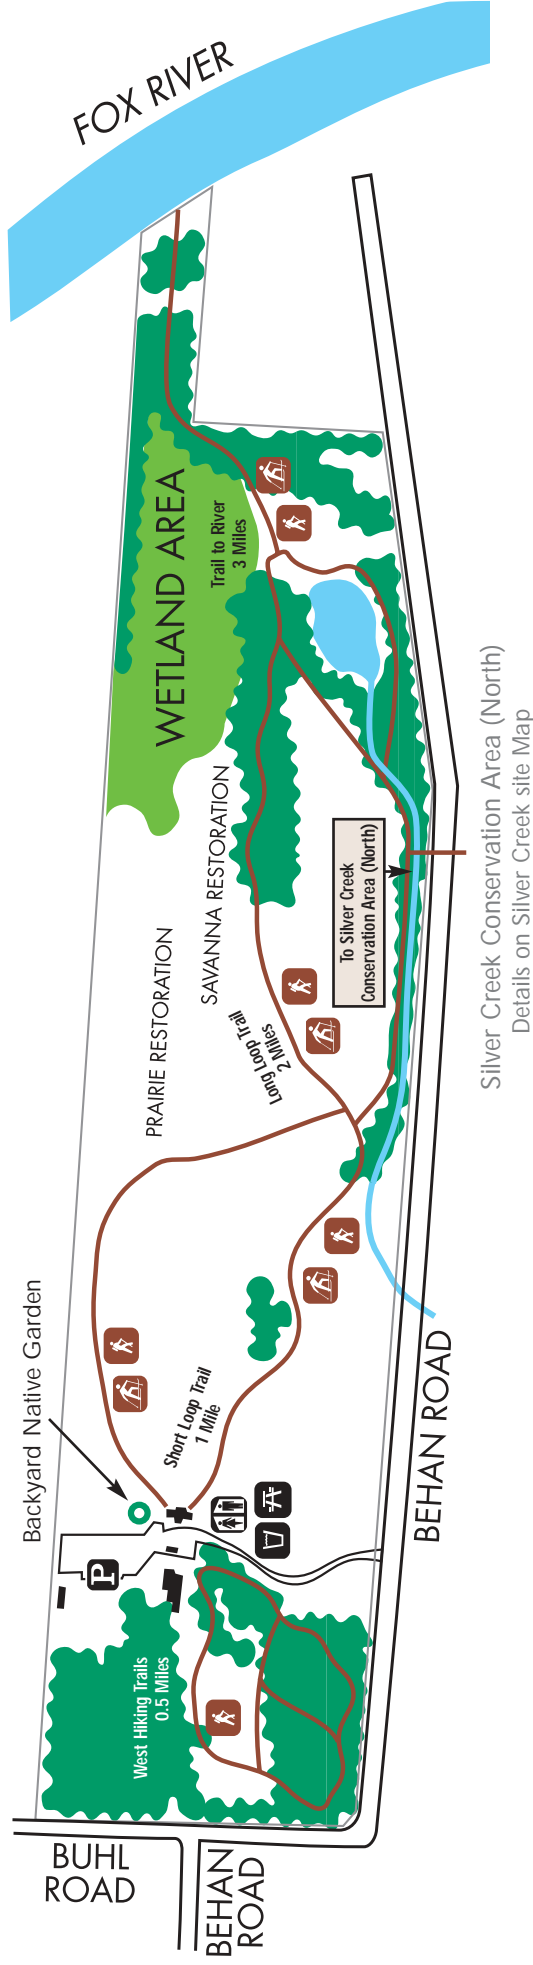 FOX RIVER
WETLAND AREA
Trail to River
3 Miles
SAVANNA RESTORATION
PRAIRIE RESTORATION
To Silver Creek
Conservation Area (North)
Silver Creek Conservation Area (North)
Details on Silver Creek site Map
Long Loop Trail
2 Miles
Backyard Native Garden
Short Loop Trail
1 Mile
BEHAN ROAD
P
West Hiking Trails
0.5 Miles
BUHL
ROAD
BEHAN
ROAD